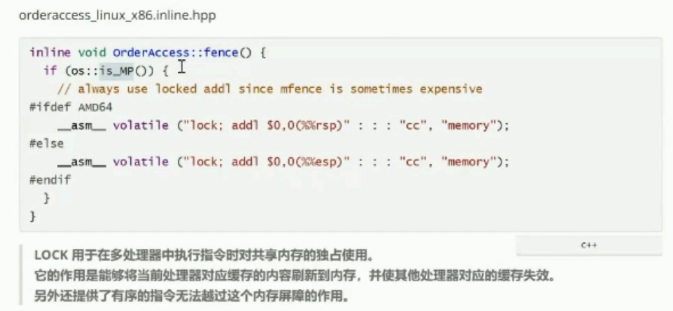 orderaccess_linux_x86.inline.hpp
inline void OrderAccess::fence() {
if (os::is_MP()) {
// always use locked addl since mfence is sometimes expensive
#ifdef AMD64
__asm__ volatile ("lock; addl $0,0(%%rsp)" : : : "cc", "memory");
#else
__asm__ volatile ("lock; addl $0,0(%%esp)" : : : "cc", "memory");
#endif
}
}
C++
LOCK 用于在多处理器中执行指令时对共享内存的独占使用。
它的作用是能够将当前处理器对应缓存的内容刷新到内存，并使其他处理器对应的缓存失效。
另外还提供了有序的指令无法越过这个内存屏障的作用。